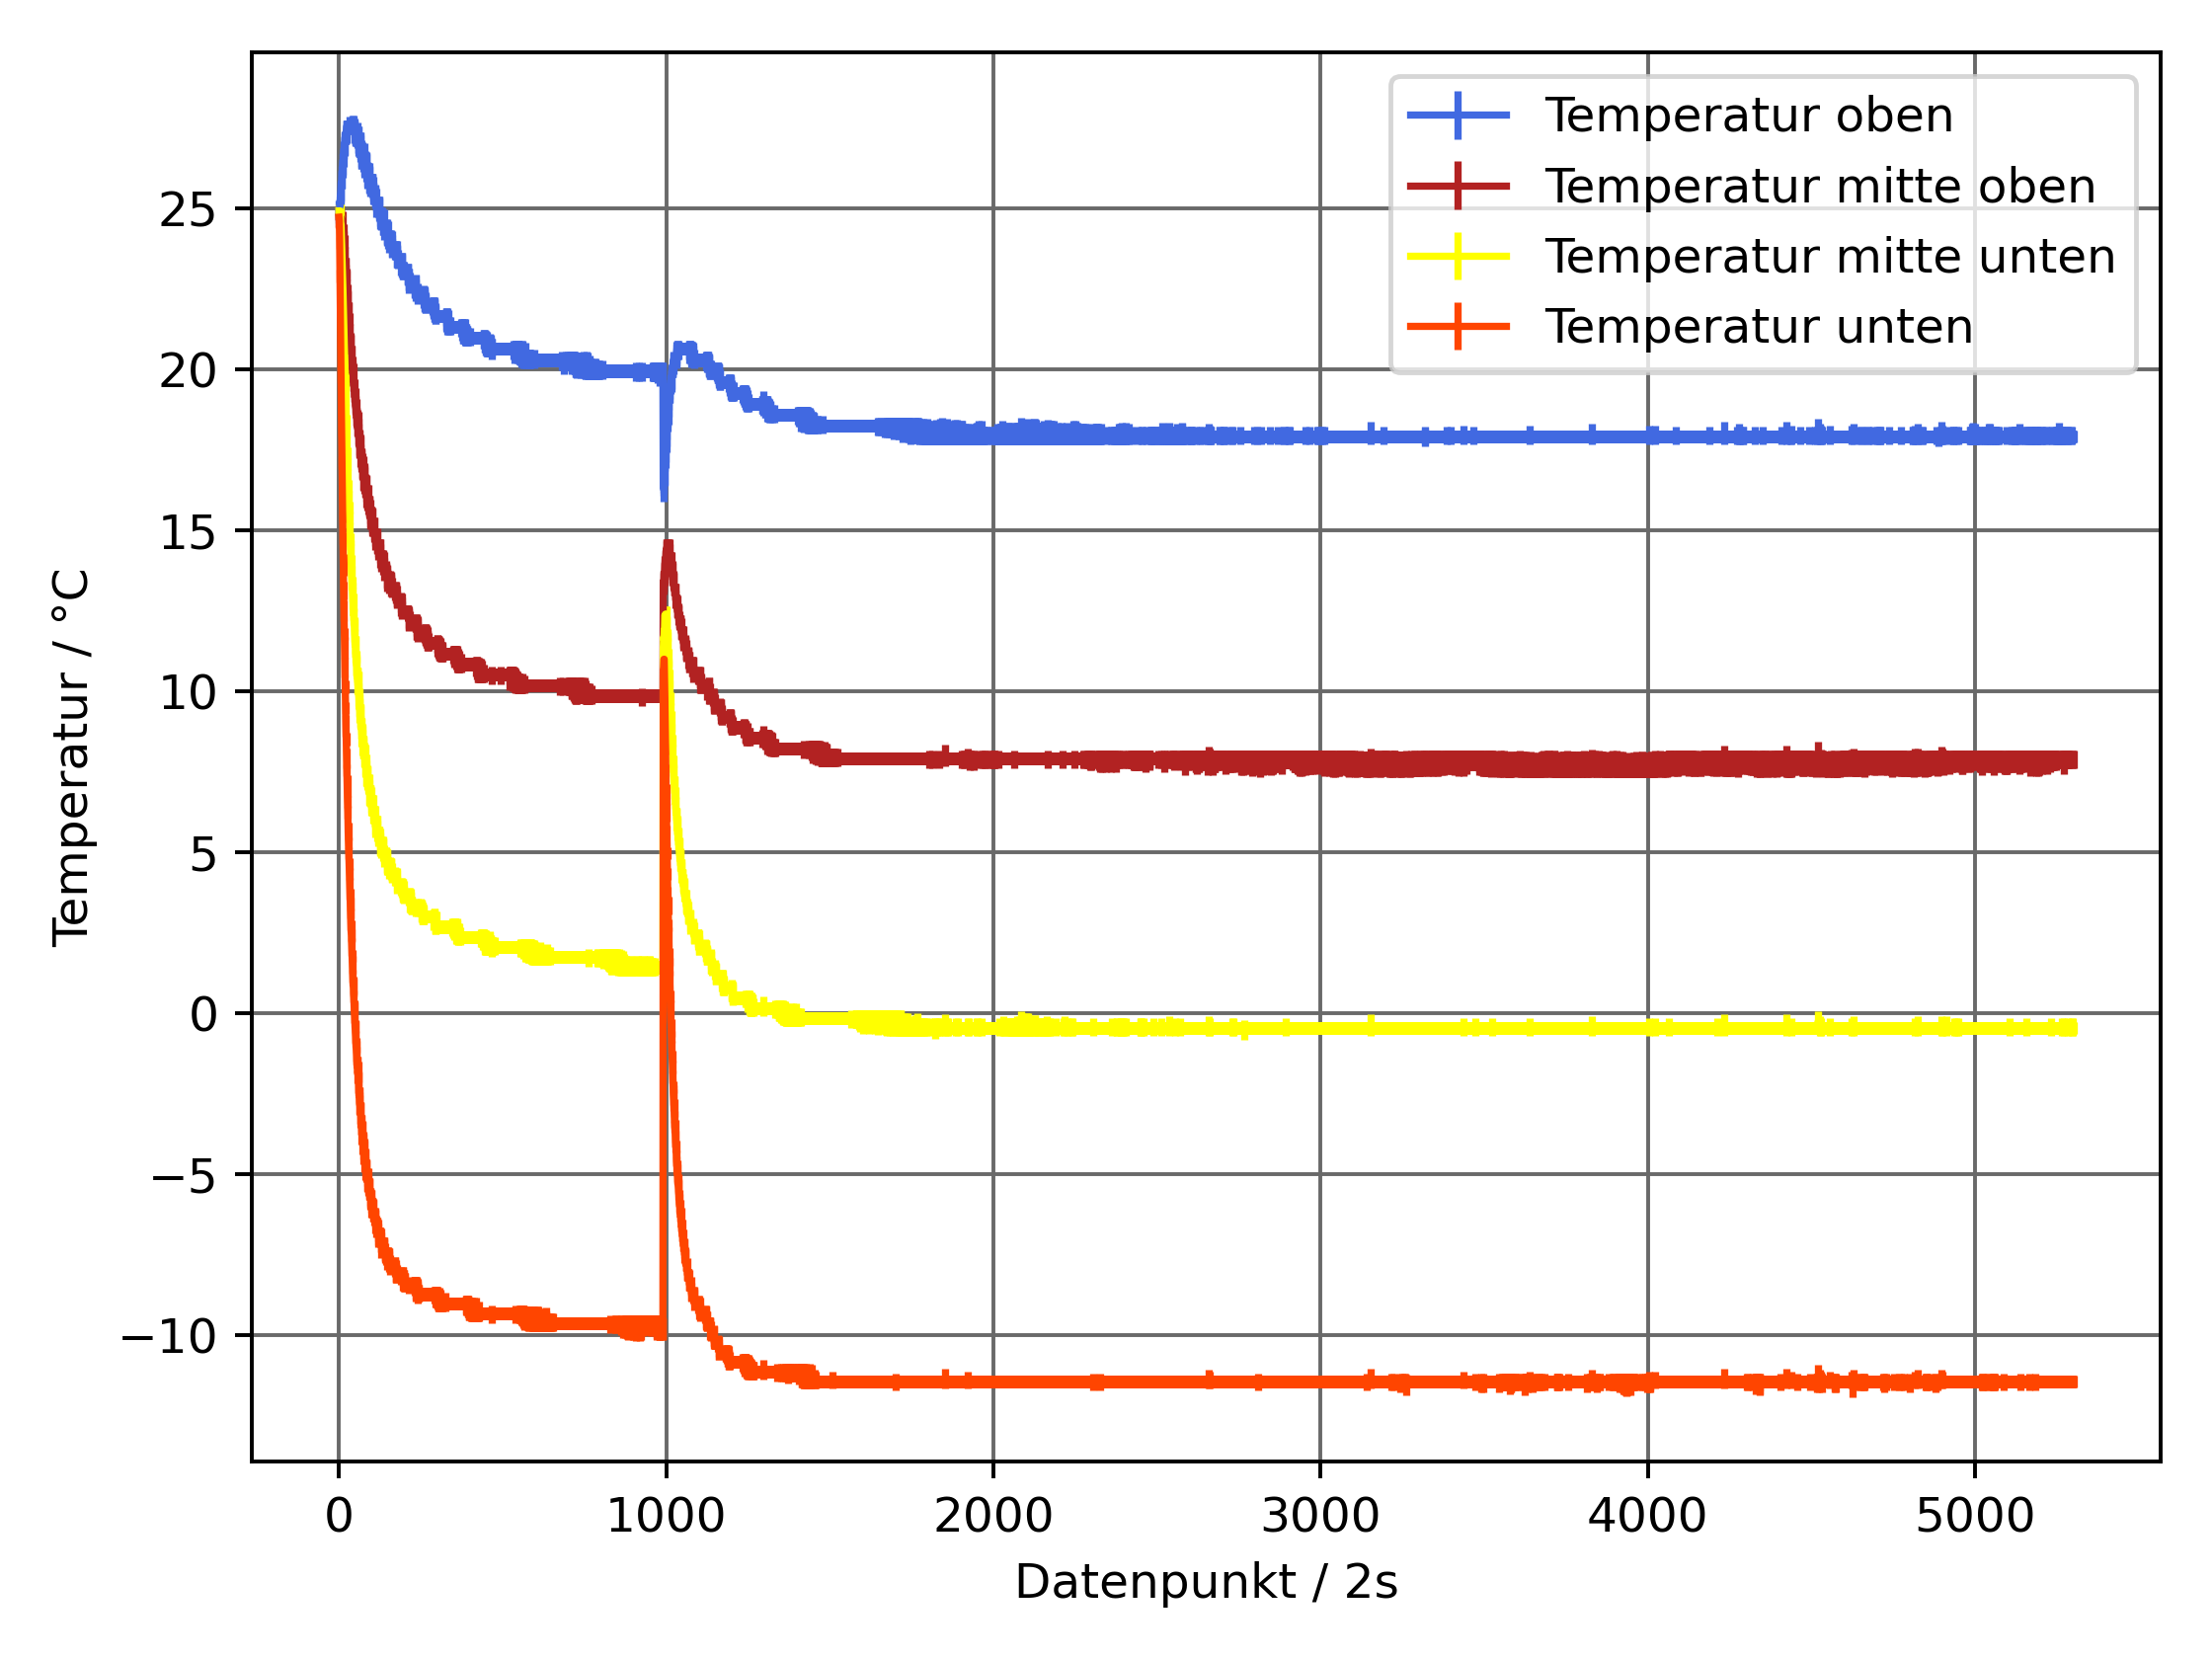 Temperatur oben
Temperatur mitte oben
Temperatur mitte unten
Temperatur unten
25
20
15
10
5
0
−5
−10
Temperatur / °C
0 1000 2000 3000 4000 5000
Datenpunkt / 2s